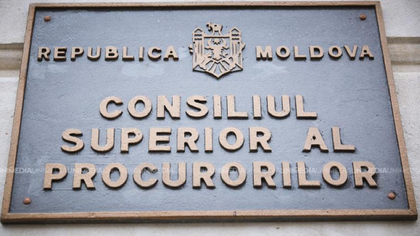 REPUBLICA MOLDOVA
CONSILIUL
SUPERIOR AL
PROCURORILOR